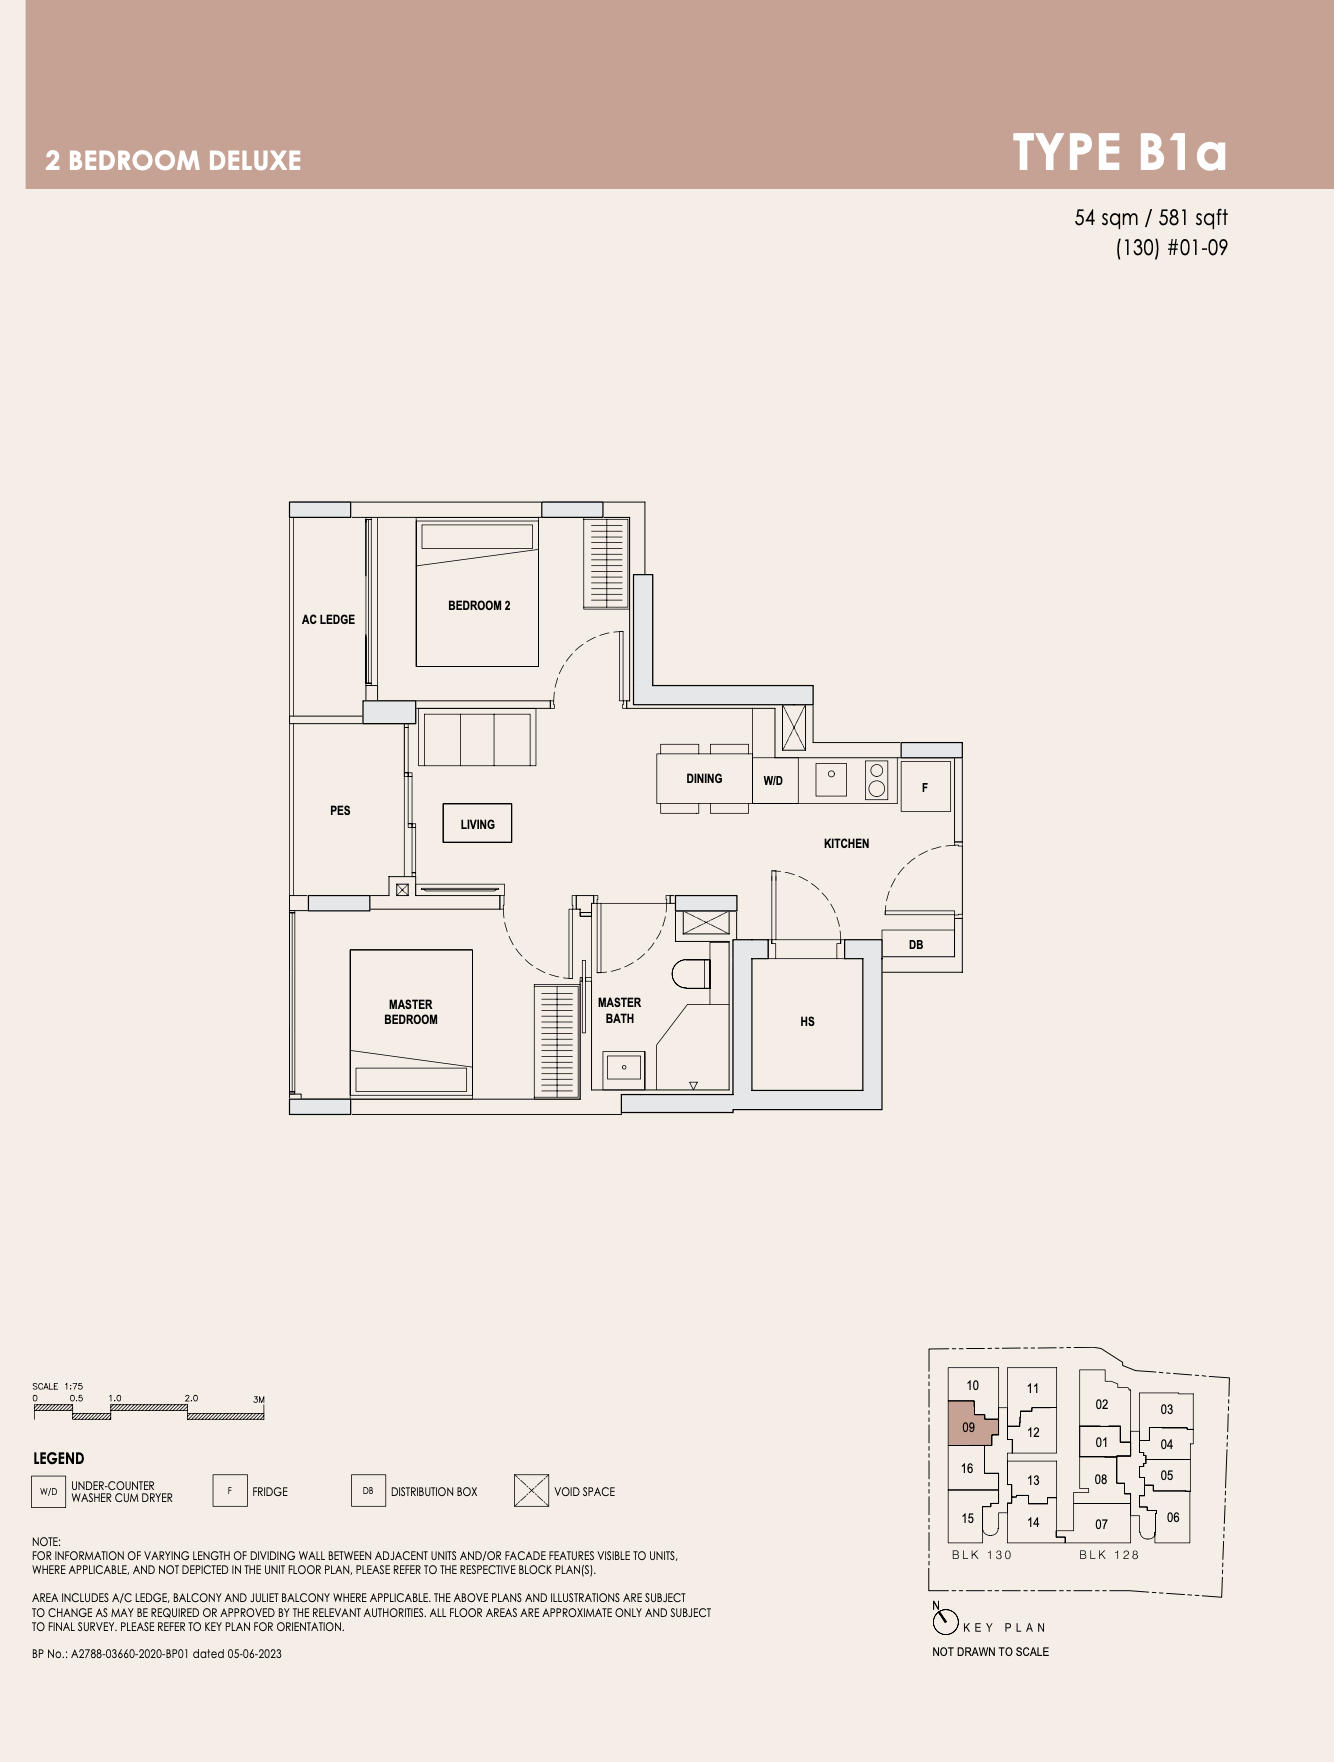 2 BEDROOM DELUXE
TYPE B1a
54 sqm / 581 sqft
(130) #01-09
BEDROOM 2
AC LEDGE
DINING
W/D
F
PES
LIVING
KITCHEN
DB
MASTER
BEDROOM
MASTER
BATH
HS
SCALE 1:75
0 0.5 1.0 2.0 3M
LEGEND
W/D
UNDER-COUNTER
WASHER CUM DRYER
F
FRIDGE
DB
DISTRIBUTION BOX
VOID SPACE
NOTE:
FOR INFORMATION OF VARYING LENGTH OF DIVIDING WALL BETWEEN ADJACENT UNITS AND/OR FACADE FEATURES VISIBLE TO UNITS,
WHERE APPLICABLE, AND NOT DEPICTED IN THE UNIT FLOOR PLAN, PLEASE REFER TO THE RESPECTIVE BLOCK PLAN(S).
AREA INCLUDES A/C LEDGE, BALCONY AND JULIET BALCONY WHERE APPLICABLE. THE ABOVE PLANS AND ILLUSTRATIONS ARE SUBJECT
TO CHANGE AS MAY BE REQUIRED OR APPROVED BY THE RELEVANT AUTHORITIES. ALL FLOOR AREAS ARE APPROXIMATE ONLY AND SUBJECT
TO FINAL SURVEY. PLEASE REFER TO KEY PLAN FOR ORIENTATION.
BP No.: A2788-03660-2020-BP01 dated 05-06-2023
10
11
02
03
09
12
01
04
16
13
08
05
15
14
07
06
BLK 130
BLK 128
N
KEY PLAN
NOT DRAWN TO SCALE